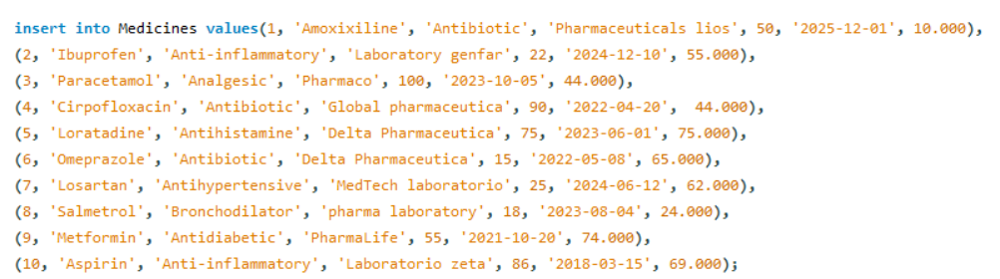 insert into Medicines values(1, 'Amoxixiline', 'Antibiotic', 'Pharmaceuticals lios', 50, '2025-12-01', 10.000),
(2, 'Ibuprofen', 'Anti-inflammatory', 'Laboratory genfar', 22, '2024-12-10', 55.000),
(3, 'Paracetamol', 'Analgesic', 'Pharmaco', 100, '2023-10-05', 44.000),
(4, 'Cirpofloxacin', 'Antibiotic', 'Global pharmaceutica', 90, '2022-04-20',  44.000),
(5, 'Loratadine', 'Antihistamine', 'Delta Pharmaceutica', 75, '2023-06-01', 75.000),
(6, 'Omeprazole', 'Antibiotic', 'Delta Pharmaceutica', 15, '2022-05-08', 65.000),
(7, 'Losartan', 'Antihypertensive', 'MedTech laboratorio', 25, '2024-06-12', 62.000),
(8, 'Salmetrol', 'Bronchodilator', 'pharma laboratory', 18, '2023-08-04', 24.000),
(9, 'Metformin', 'Antidiabetic', 'PharmaLife', 55, '2021-10-20', 74.000),
(10, 'Aspirin', 'Anti-inflammatory', 'Laboratorio zeta', 86, '2018-03-15', 69.000);